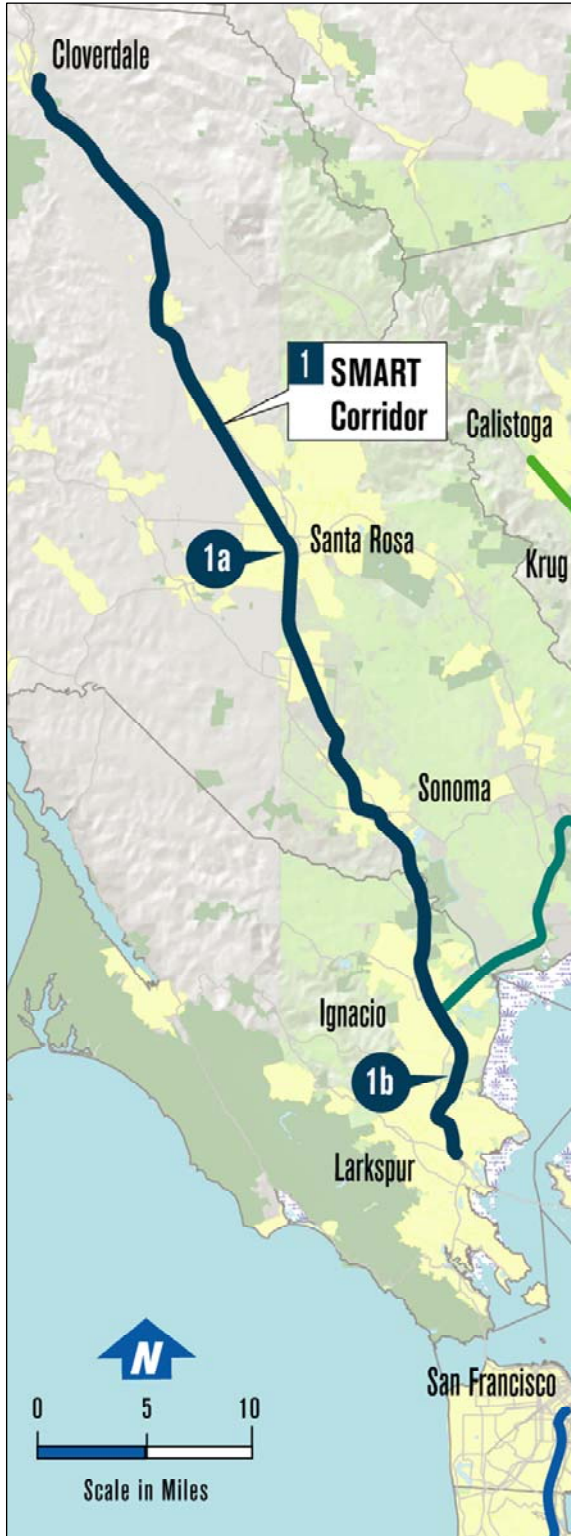 Cloverdale
1 SMART
Corridor
Calistoga
1a
Santa Rosa
Krug
Sonoma
Ignacio
1b
Larkspur
N
San Francisco
0 5 10
Scale in Miles